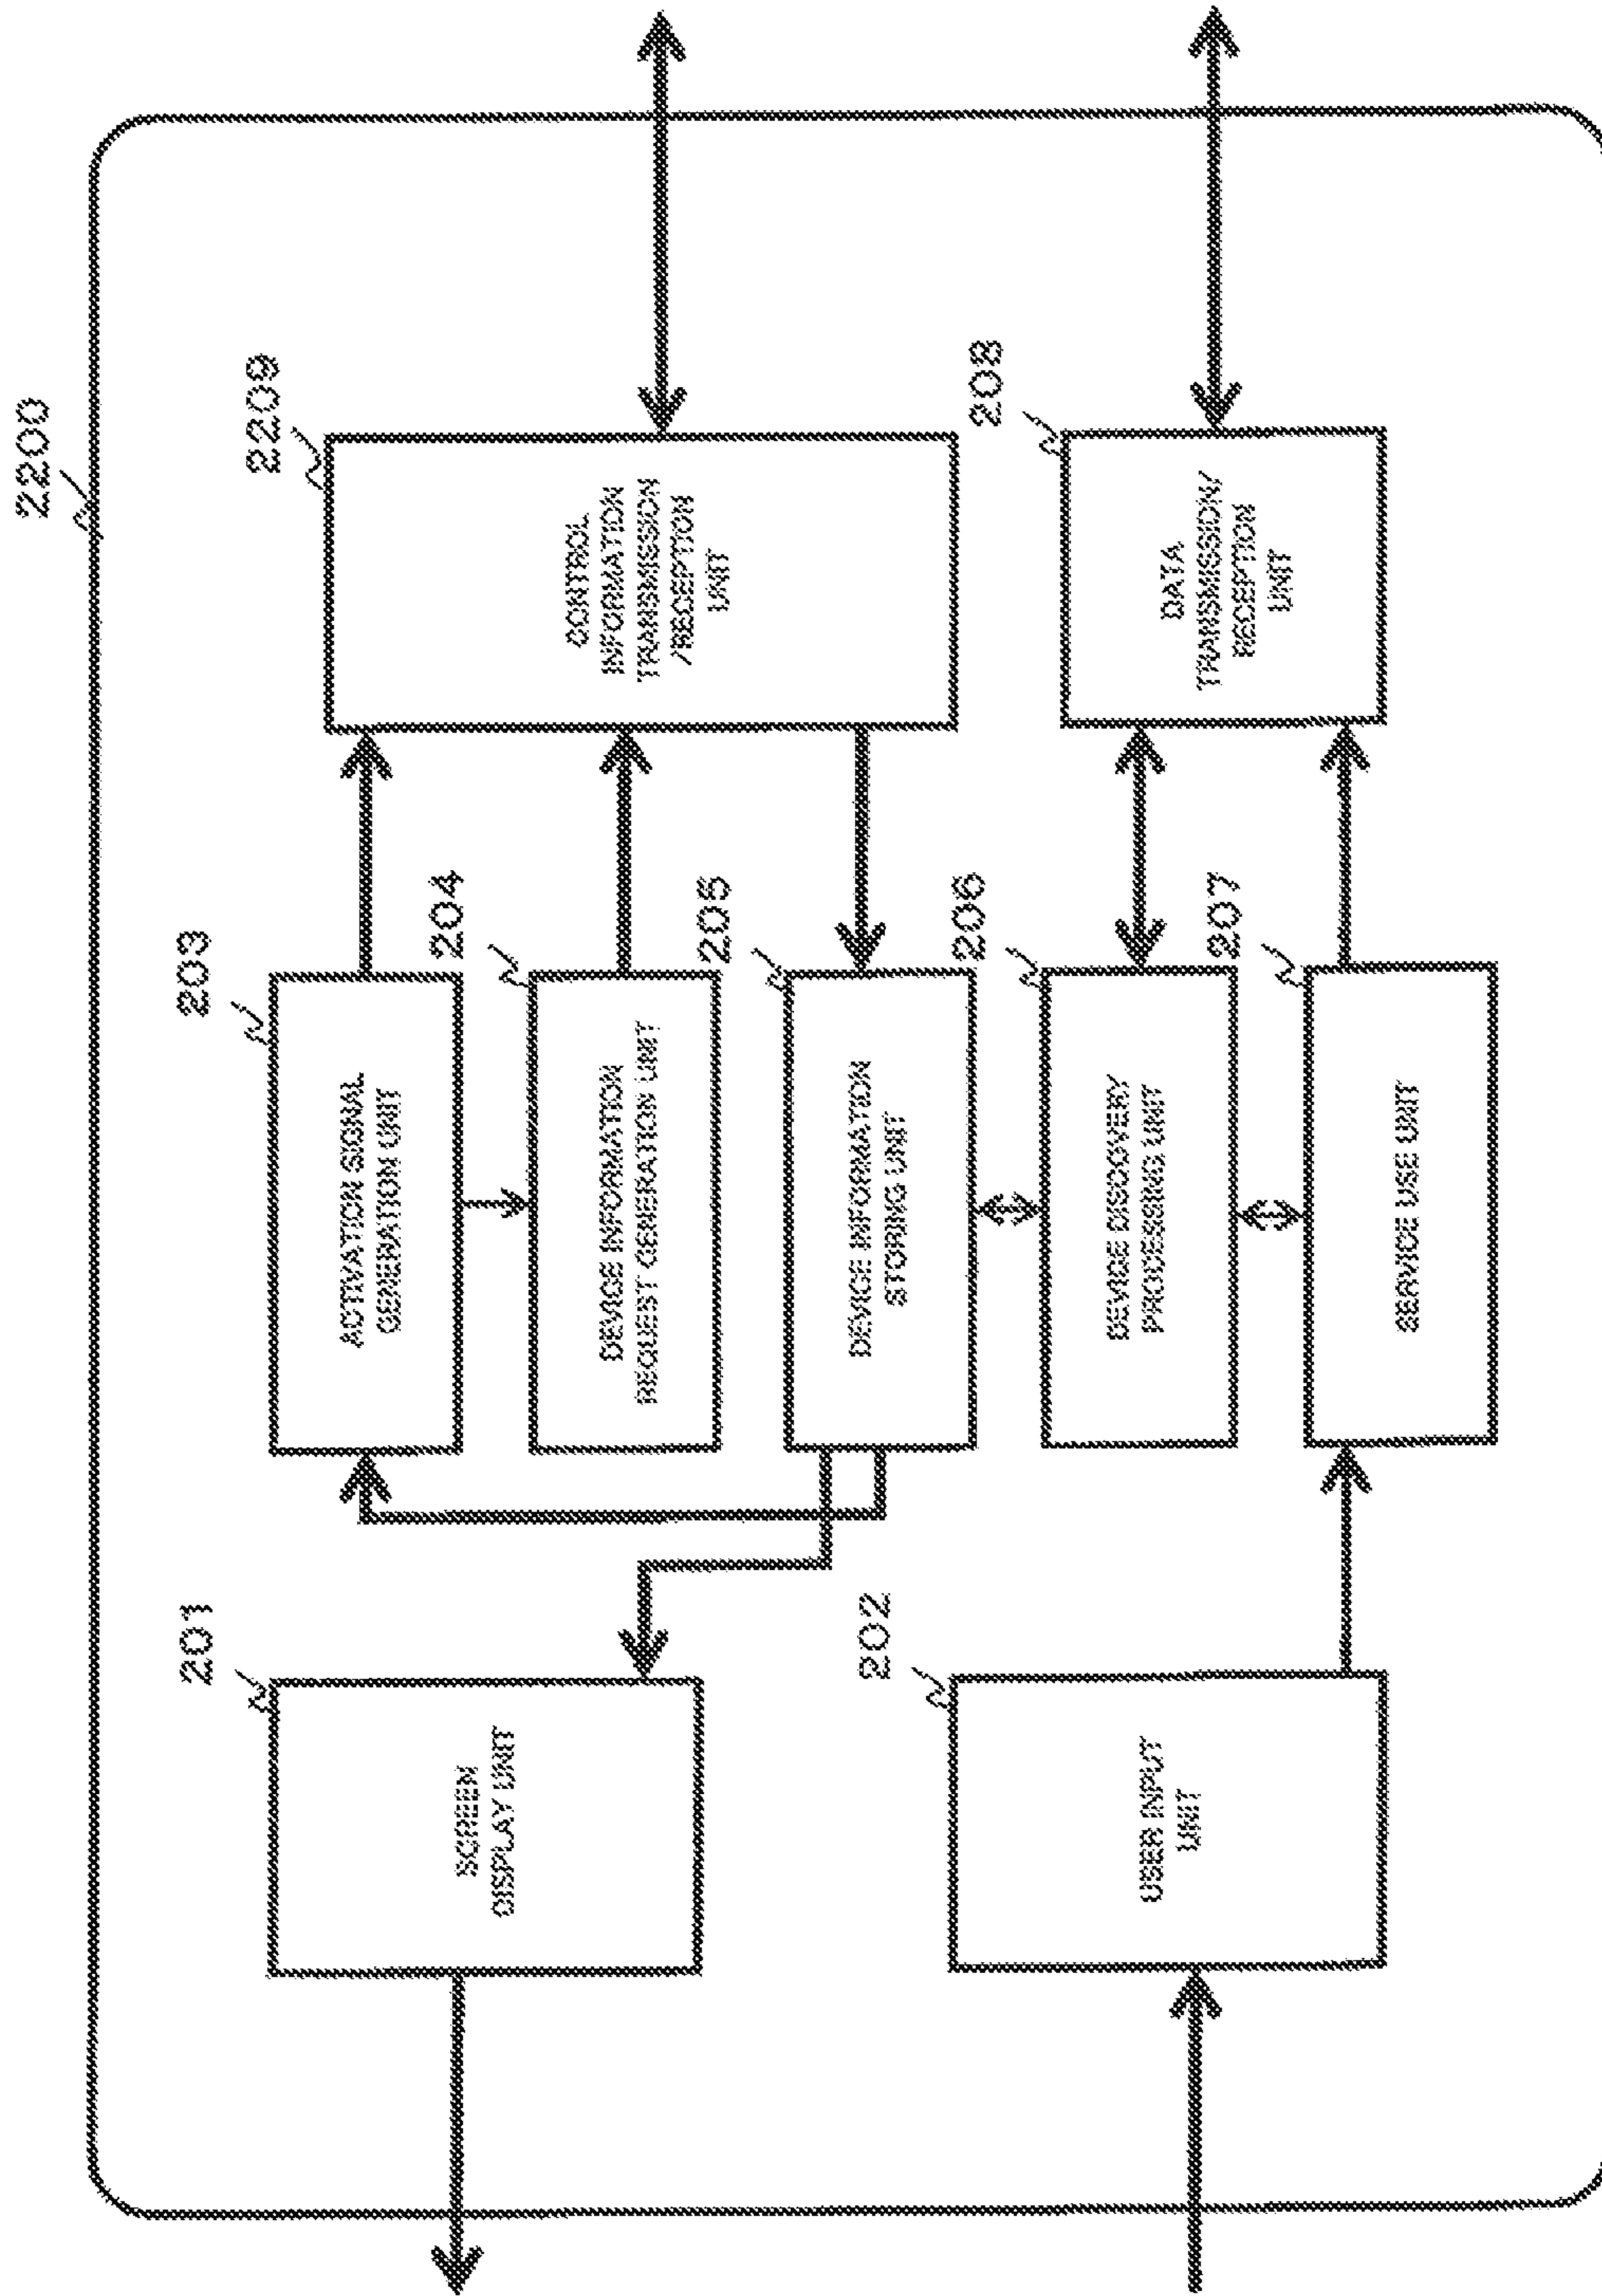 2200
201
SCREEN
DISPLAY UNIT
202
USER INPUT
UNIT
203
ACTIVATION SIGNAL
GENERATION UNIT
204
DEVICE INFORMATION
REQUEST GENERATION UNIT
205
DEVICE INFORMATION
STORING UNIT
206
DEVICE DISCOVERY
PROCESSING UNIT
207
SERVICE USE UNIT
2209
CONTROL
INFORMATION
TRANSMISSION
/RECEPTION
UNIT
208
DATA
TRANSMISSION/
RECEPTION
UNIT